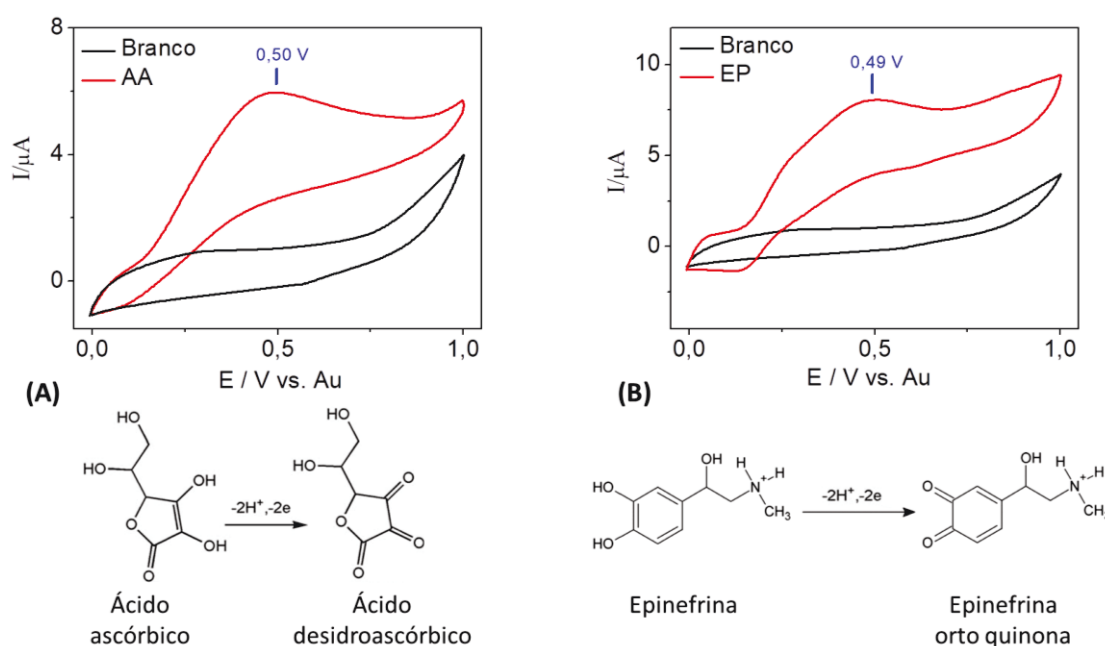 8
4
0
I/µA
Branco
AA
0,50 V
0,0
0,5
1,0
E / V vs. Au
(A)
10
5
0
I/µA
Branco
EP
0,49 V
0,0
0,5
1,0
E / V vs. Au
(B)
HO
HO
OH
O
OH
O
-2H⁺,-2e
HO
HO
O
O
O
O
Ácido
ascórbico
Ácido
desidroascórbico
OH
H
H
N⁺
CH₃
HO
HO
-2H⁺,-2e
OH
H
H
N⁺
CH₃
O
O
Epinefrina
Epinefrina
orto quinona